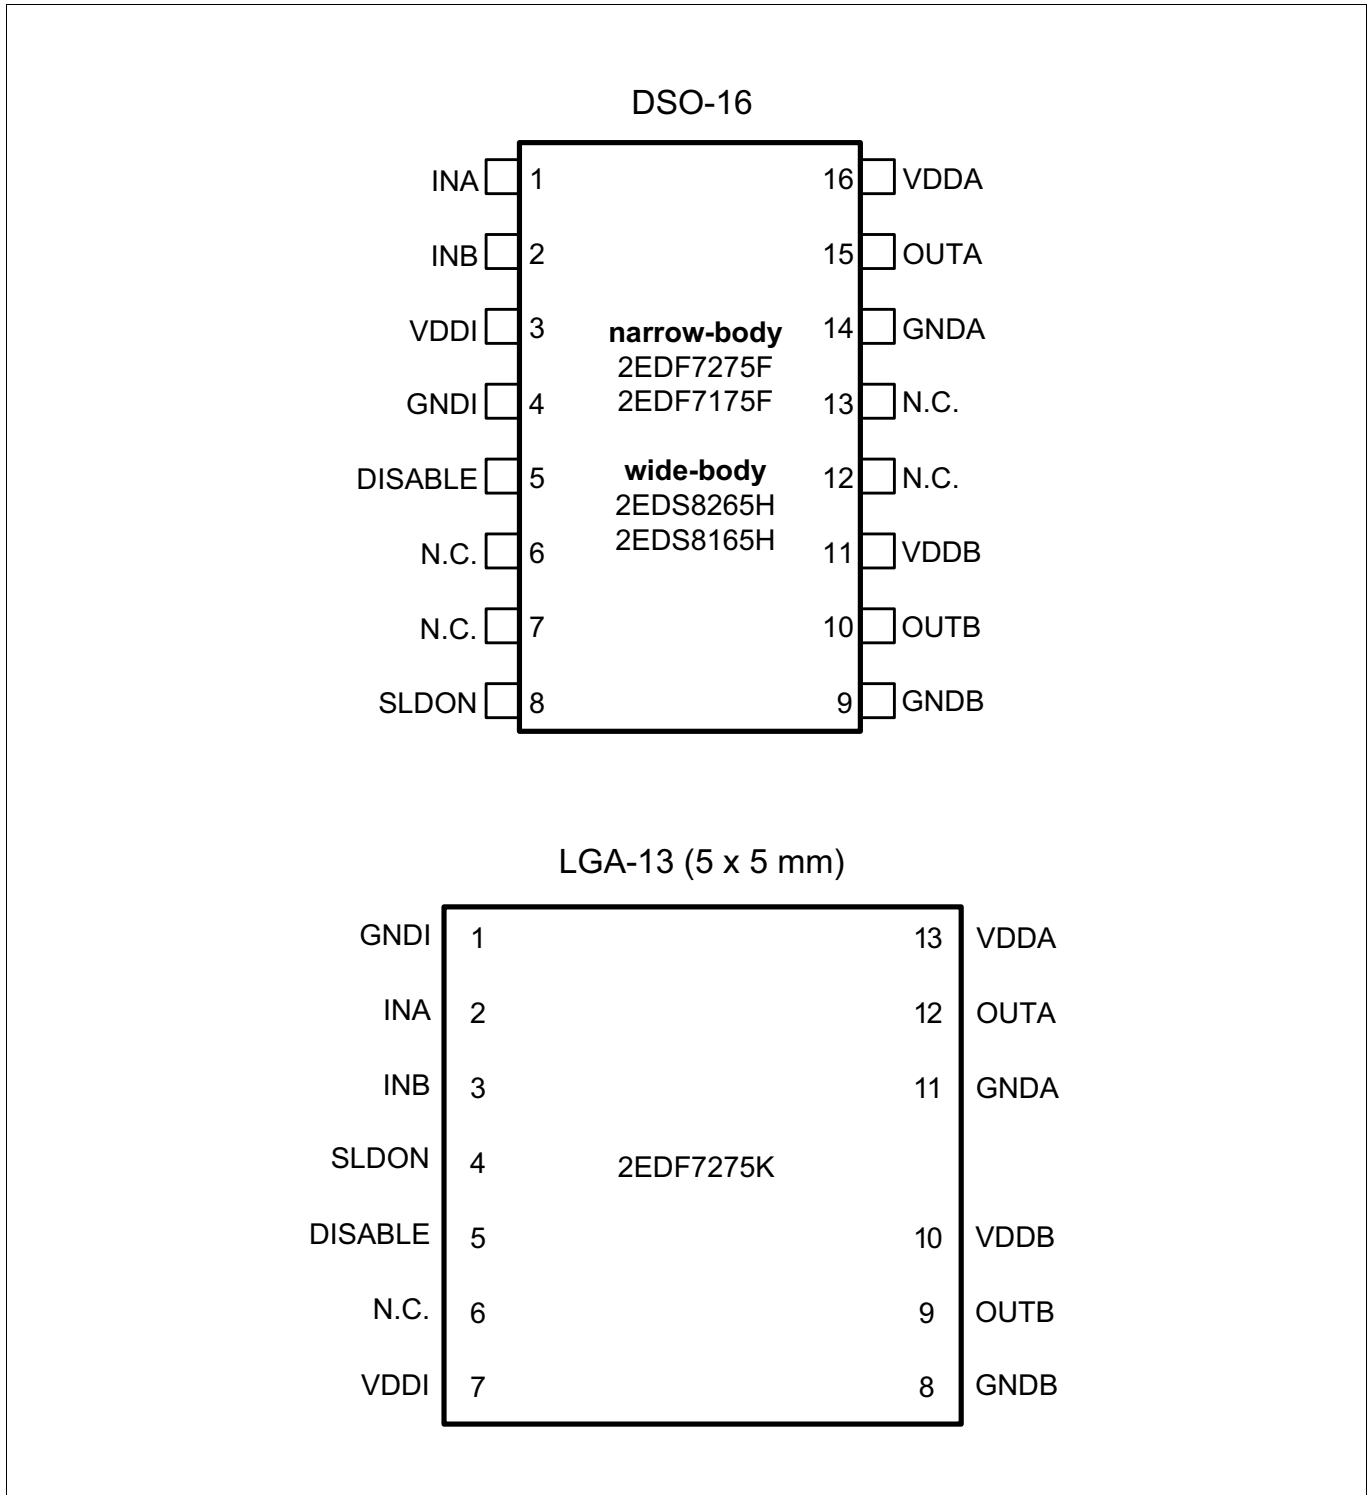 DSO-16
INA 1 16 VDDA
INB 2 15 OUTA
VDDI 3 14 GNDA
narrow-body
2EDF7275F
2EDF7175F
GNDI 4 13 N.C.
wide-body
2EDS8265H
2EDS8165H
DISABLE 5 12 N.C.
N.C. 6 11 VDDB
N.C. 7 10 OUTB
SLDON 8 9 GNDB
LGA-13 (5 x 5 mm)
GNDI 1 13 VDDA
INA 2 12 OUTA
INB 3 11 GNDA
SLDON 4 2EDF7275K
DISABLE 5 10 VDDB
N.C. 6 9 OUTB
VDDI 7 8 GNDB